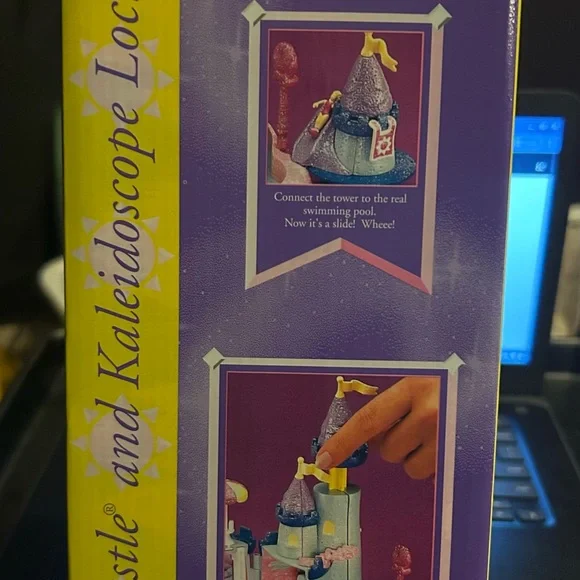 stle® and Kaleidoscope Loc
Connect the tower to the real
swimming pool.
Now it's a slide! Wheee!